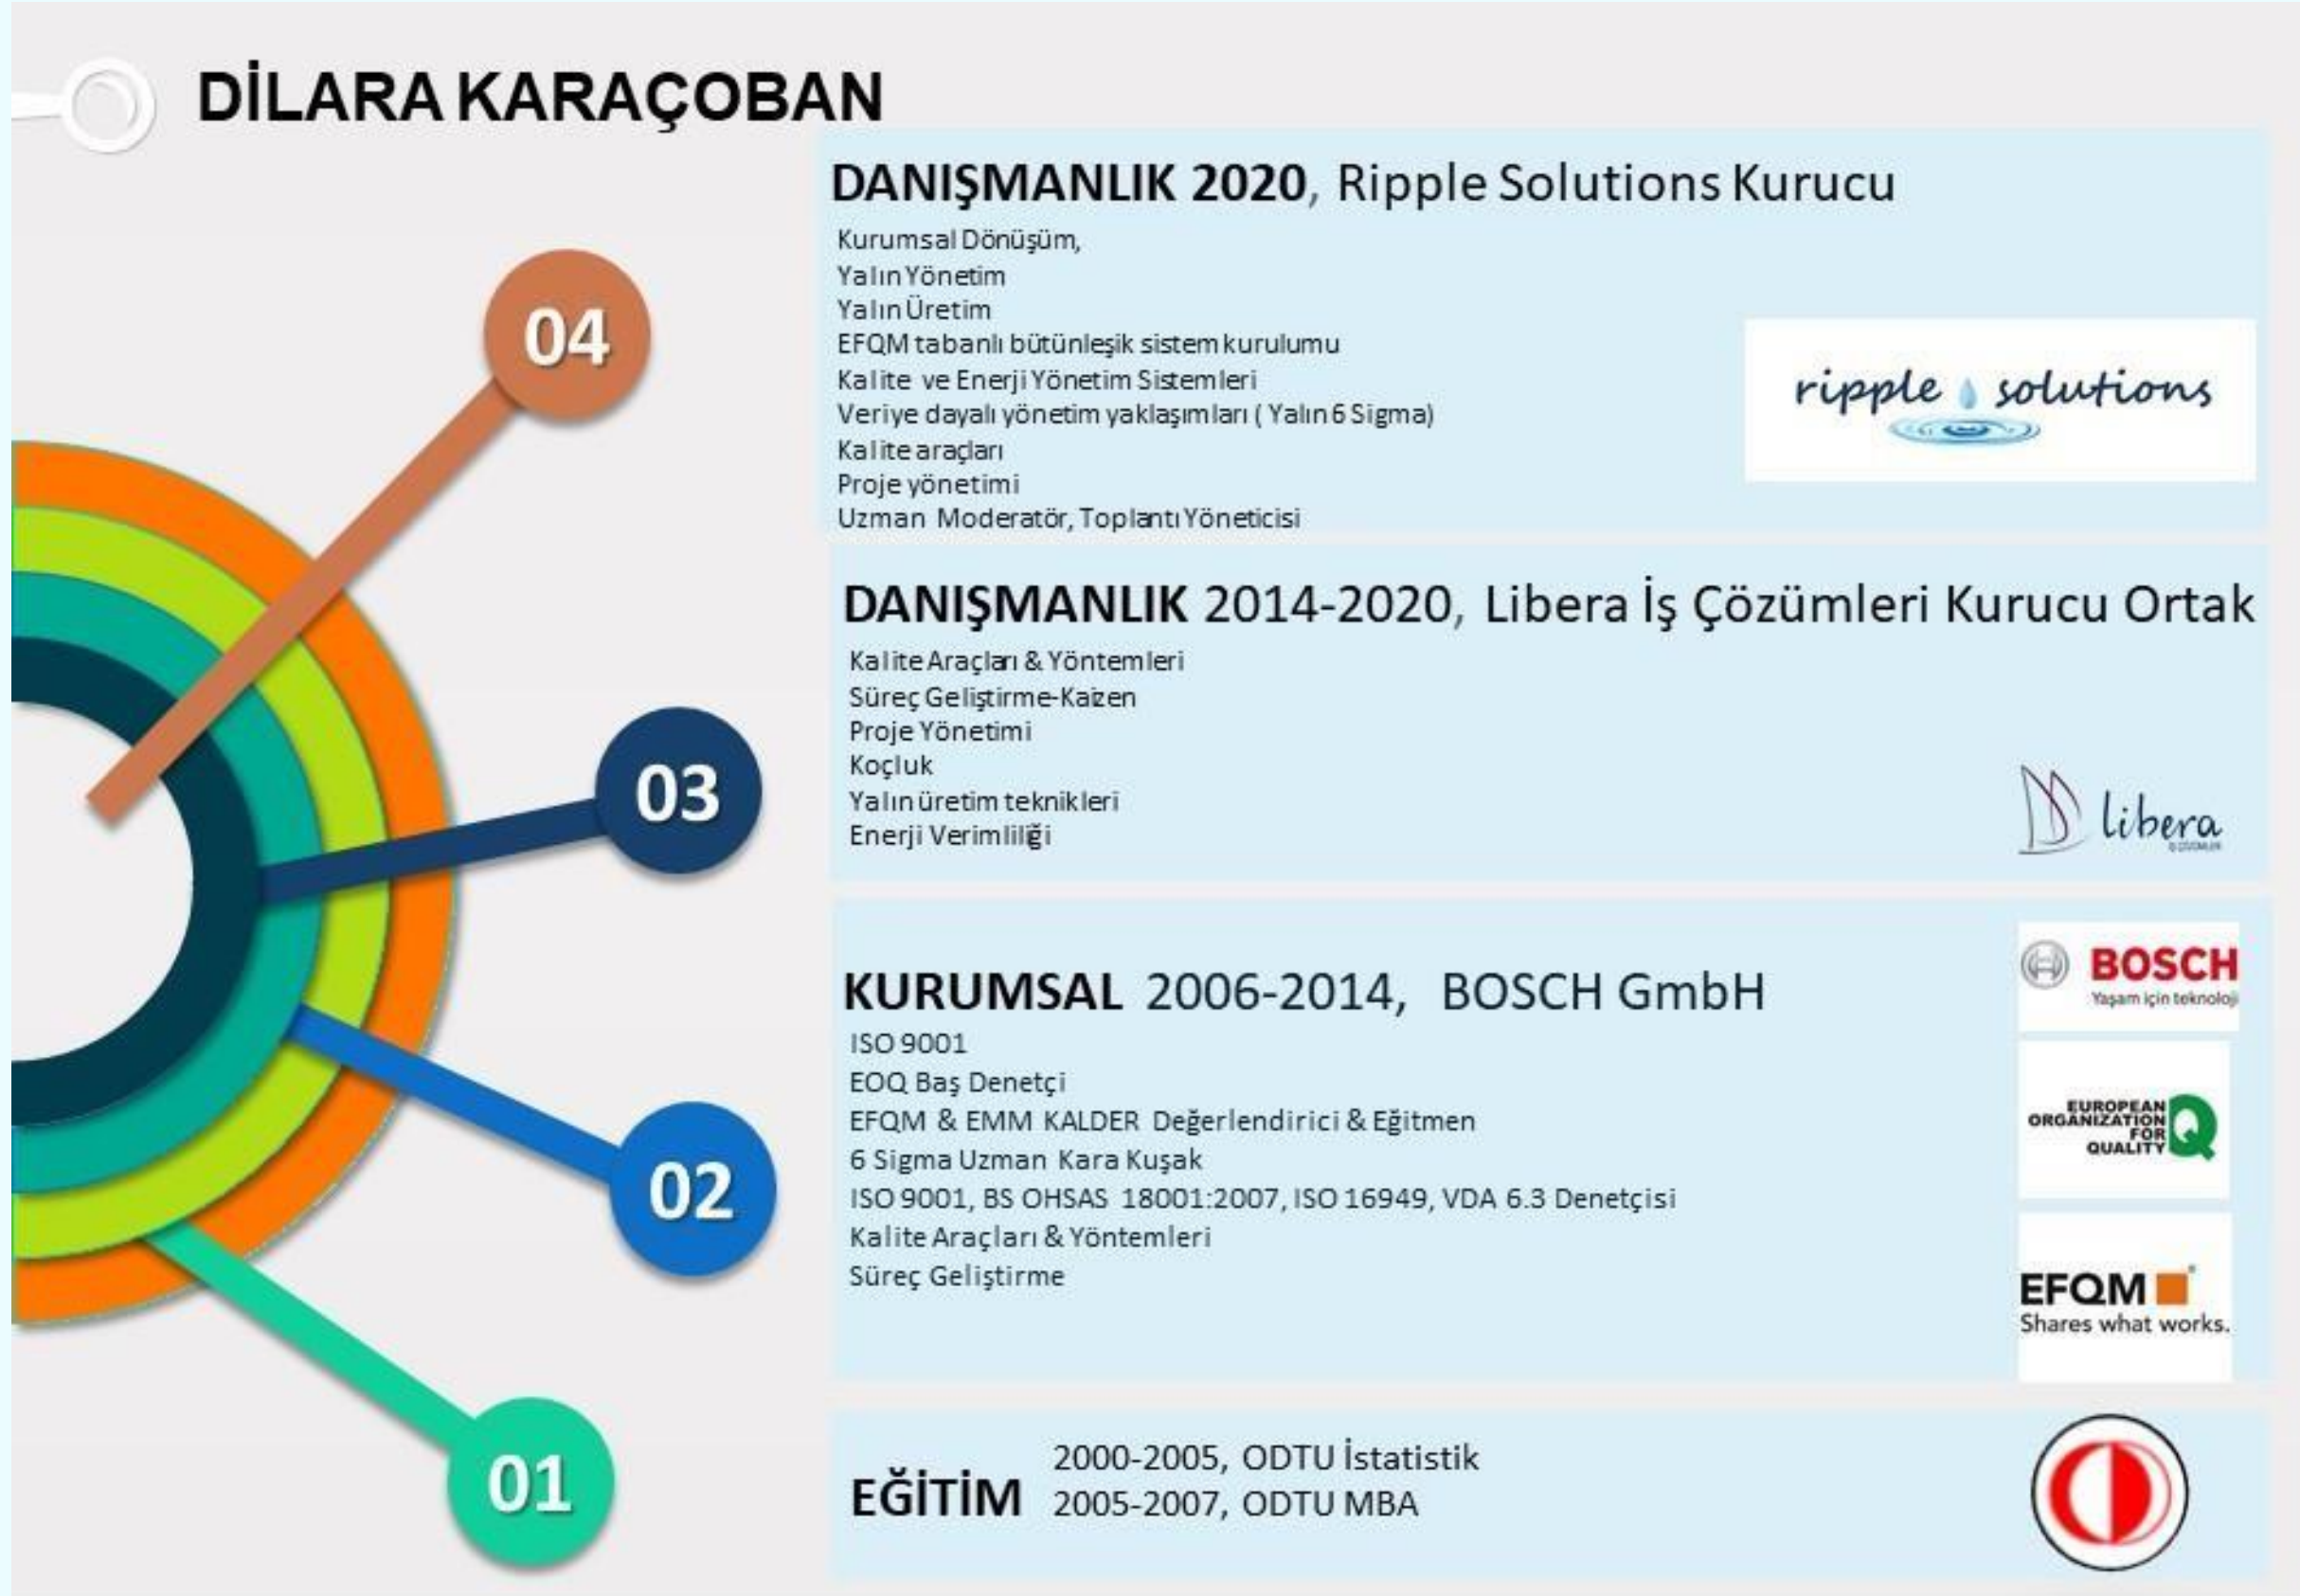 DİLARA KARAÇOBAN
04
DANIŞMANLIK 2020, Ripple Solutions Kurucu
Kurumsal Dönüşüm,
Yalın Yönetim
Yalın Üretim
EFQM tabanlı bütünleşik sistem kurulumu
Kalite ve Enerji Yönetim Sistemleri
Veriye dayalı yönetim yaklaşımları ( Yalın 6 Sigma)
Kalite araçları
Proje yönetimi
Uzman Moderatör, Toplantı Yöneticisi
ripple solutions
03
DANIŞMANLIK 2014-2020, Libera İş Çözümleri Kurucu Ortak
Kalite Araçları & Yöntemleri
Süreç Geliştirme-Kaizen
Proje Yönetimi
Koçluk
Yalın üretim teknikleri
Enerji Verimliliği
libera
02
KURUMSAL 2006-2014, BOSCH GmbH
ISO 9001
EOQ Baş Denetçi
EFQM & EMM KALDER Değerlendirici & Eğitmen
6 Sigma Uzman Kara Kuşak
ISO 9001, BS OHSAS 18001:2007, ISO 16949, VDA 6.3 Denetçisi
Kalite Araçları & Yöntemleri
Süreç Geliştirme
BOSCH
Yaşam için teknoloji
EUROPEAN
ORGANIZATION
FOR
QUALITY
Q
EFQM
Shares what works.
01
EĞİTİM
2000-2005, ODTU İstatistik
2005-2007, ODTU MBA